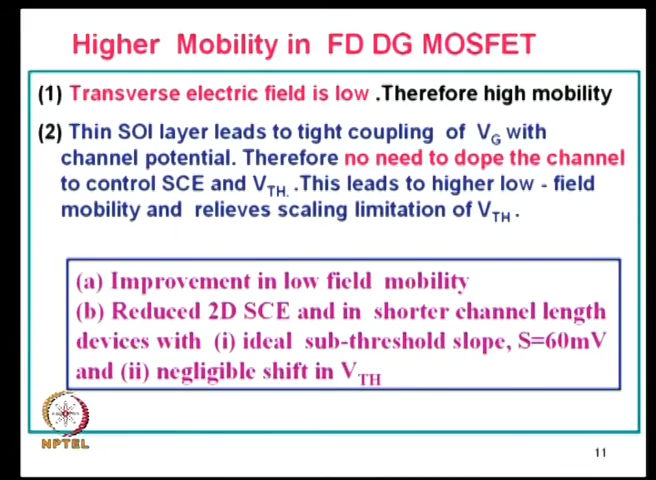 Higher Mobility in FD DG MOSFET
(1) Transverse electric field is low .Therefore high mobility
(2) Thin SOI layer leads to tight coupling of VG with
channel potential. Therefore no need to dope the channel
to control SCE and VTH. .This leads to higher low - field
mobility and relieves scaling limitation of VTH .
(a) Improvement in low field mobility
(b) Reduced 2D SCE and in shorter channel length
devices with (i) ideal sub-threshold slope, S=60mV
and (ii) negligible shift in VTH
NPTEL
11